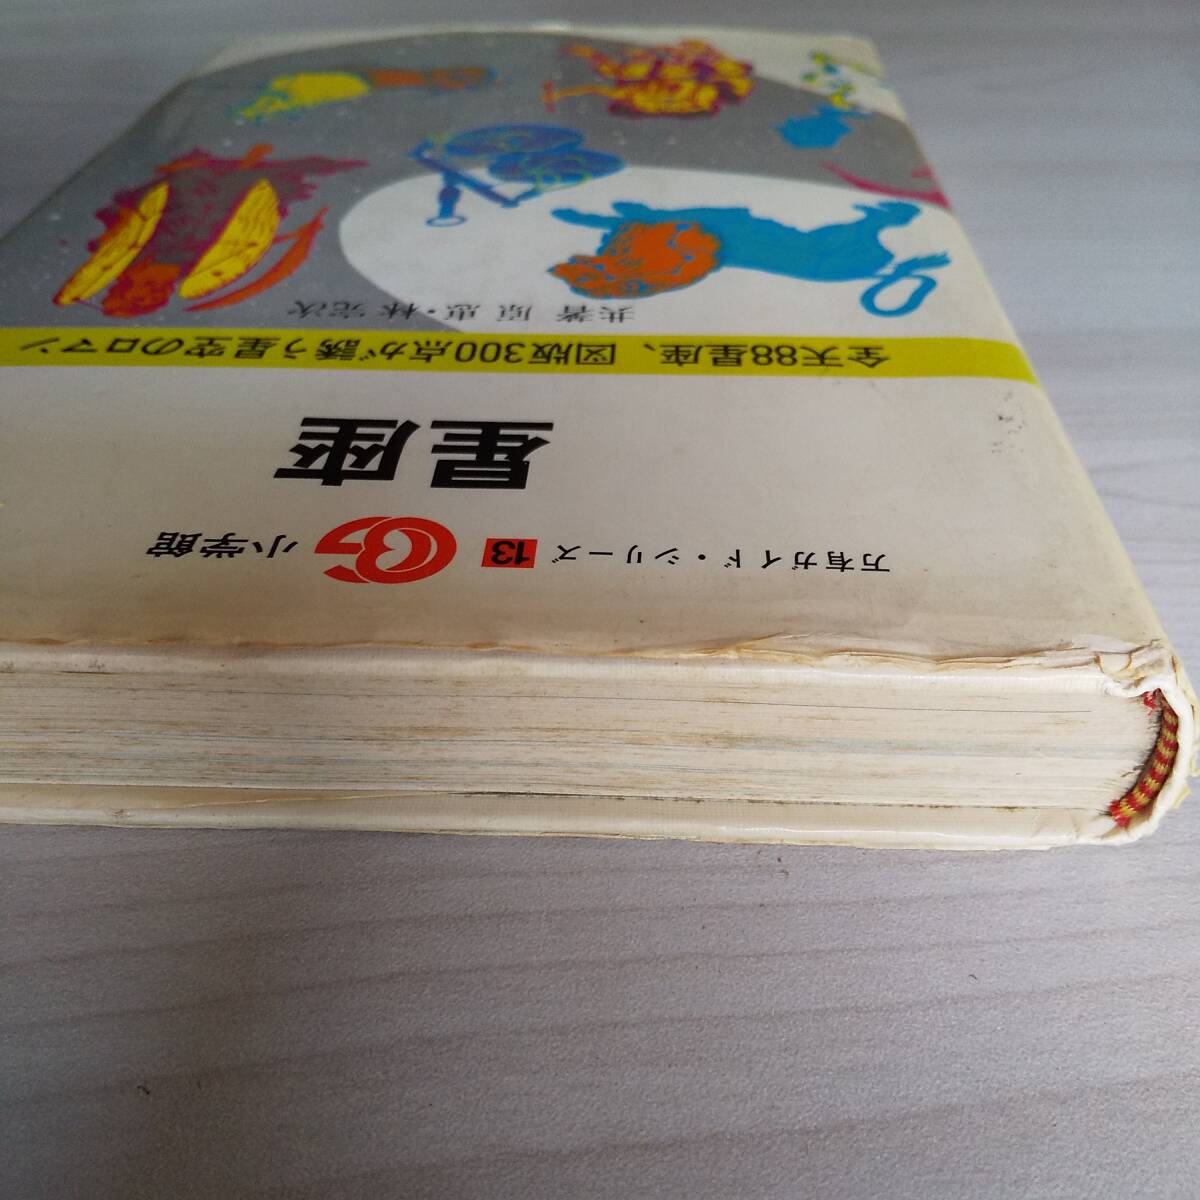 万有ガイド・シリーズ 13 小学館
星座
全天88星座、図版300点が誘う星空のロマン
共著 原 恵・林 完次